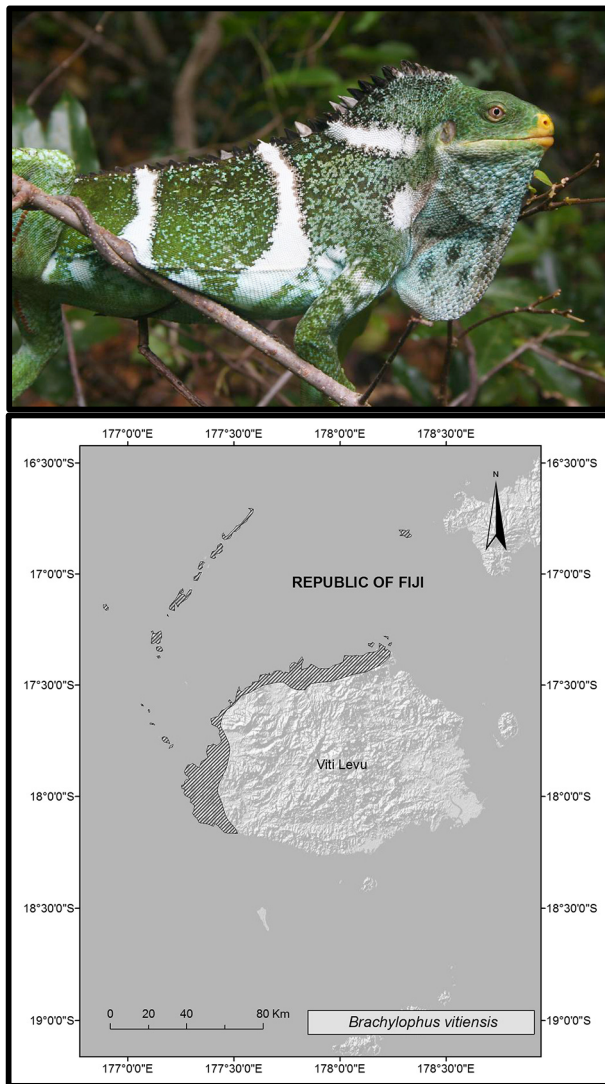 177°0'0"E 177°30'0"E 178°0'0"E 178°30'0"E
16°30'0"S 16°30'0"S
N
17°0'0"S 17°0'0"S
REPUBLIC OF FIJI
17°30'0"S 17°30'0"S
Viti Levu
18°0'0"S 18°0'0"S
18°30'0"S 18°30'0"S
19°0'0"S 19°0'0"S
0 20 40 80 Km
Brachylophus vitiensis
177°0'0"E 177°30'0"E 178°0'0"E 178°30'0"E